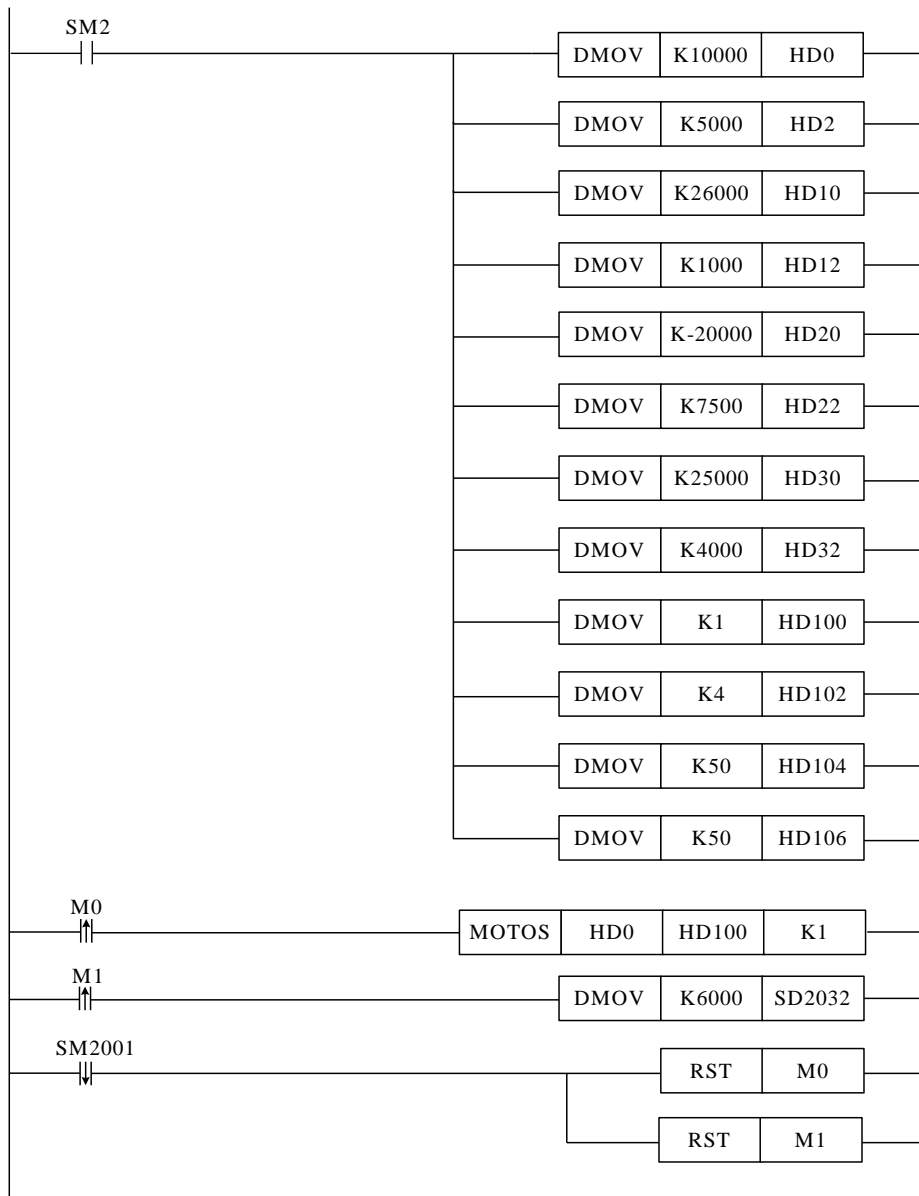 SM2
DMOV K10000 HD0
DMOV K5000 HD2
DMOV K26000 HD10
DMOV K1000 HD12
DMOV K-20000 HD20
DMOV K7500 HD22
DMOV K25000 HD30
DMOV K4000 HD32
DMOV K1 HD100
DMOV K4 HD102
DMOV K50 HD104
DMOV K50 HD106
M0
MOTOS HD0 HD100 K1
M1
DMOV K6000 SD2032
SM2001
RST M0
RST M1